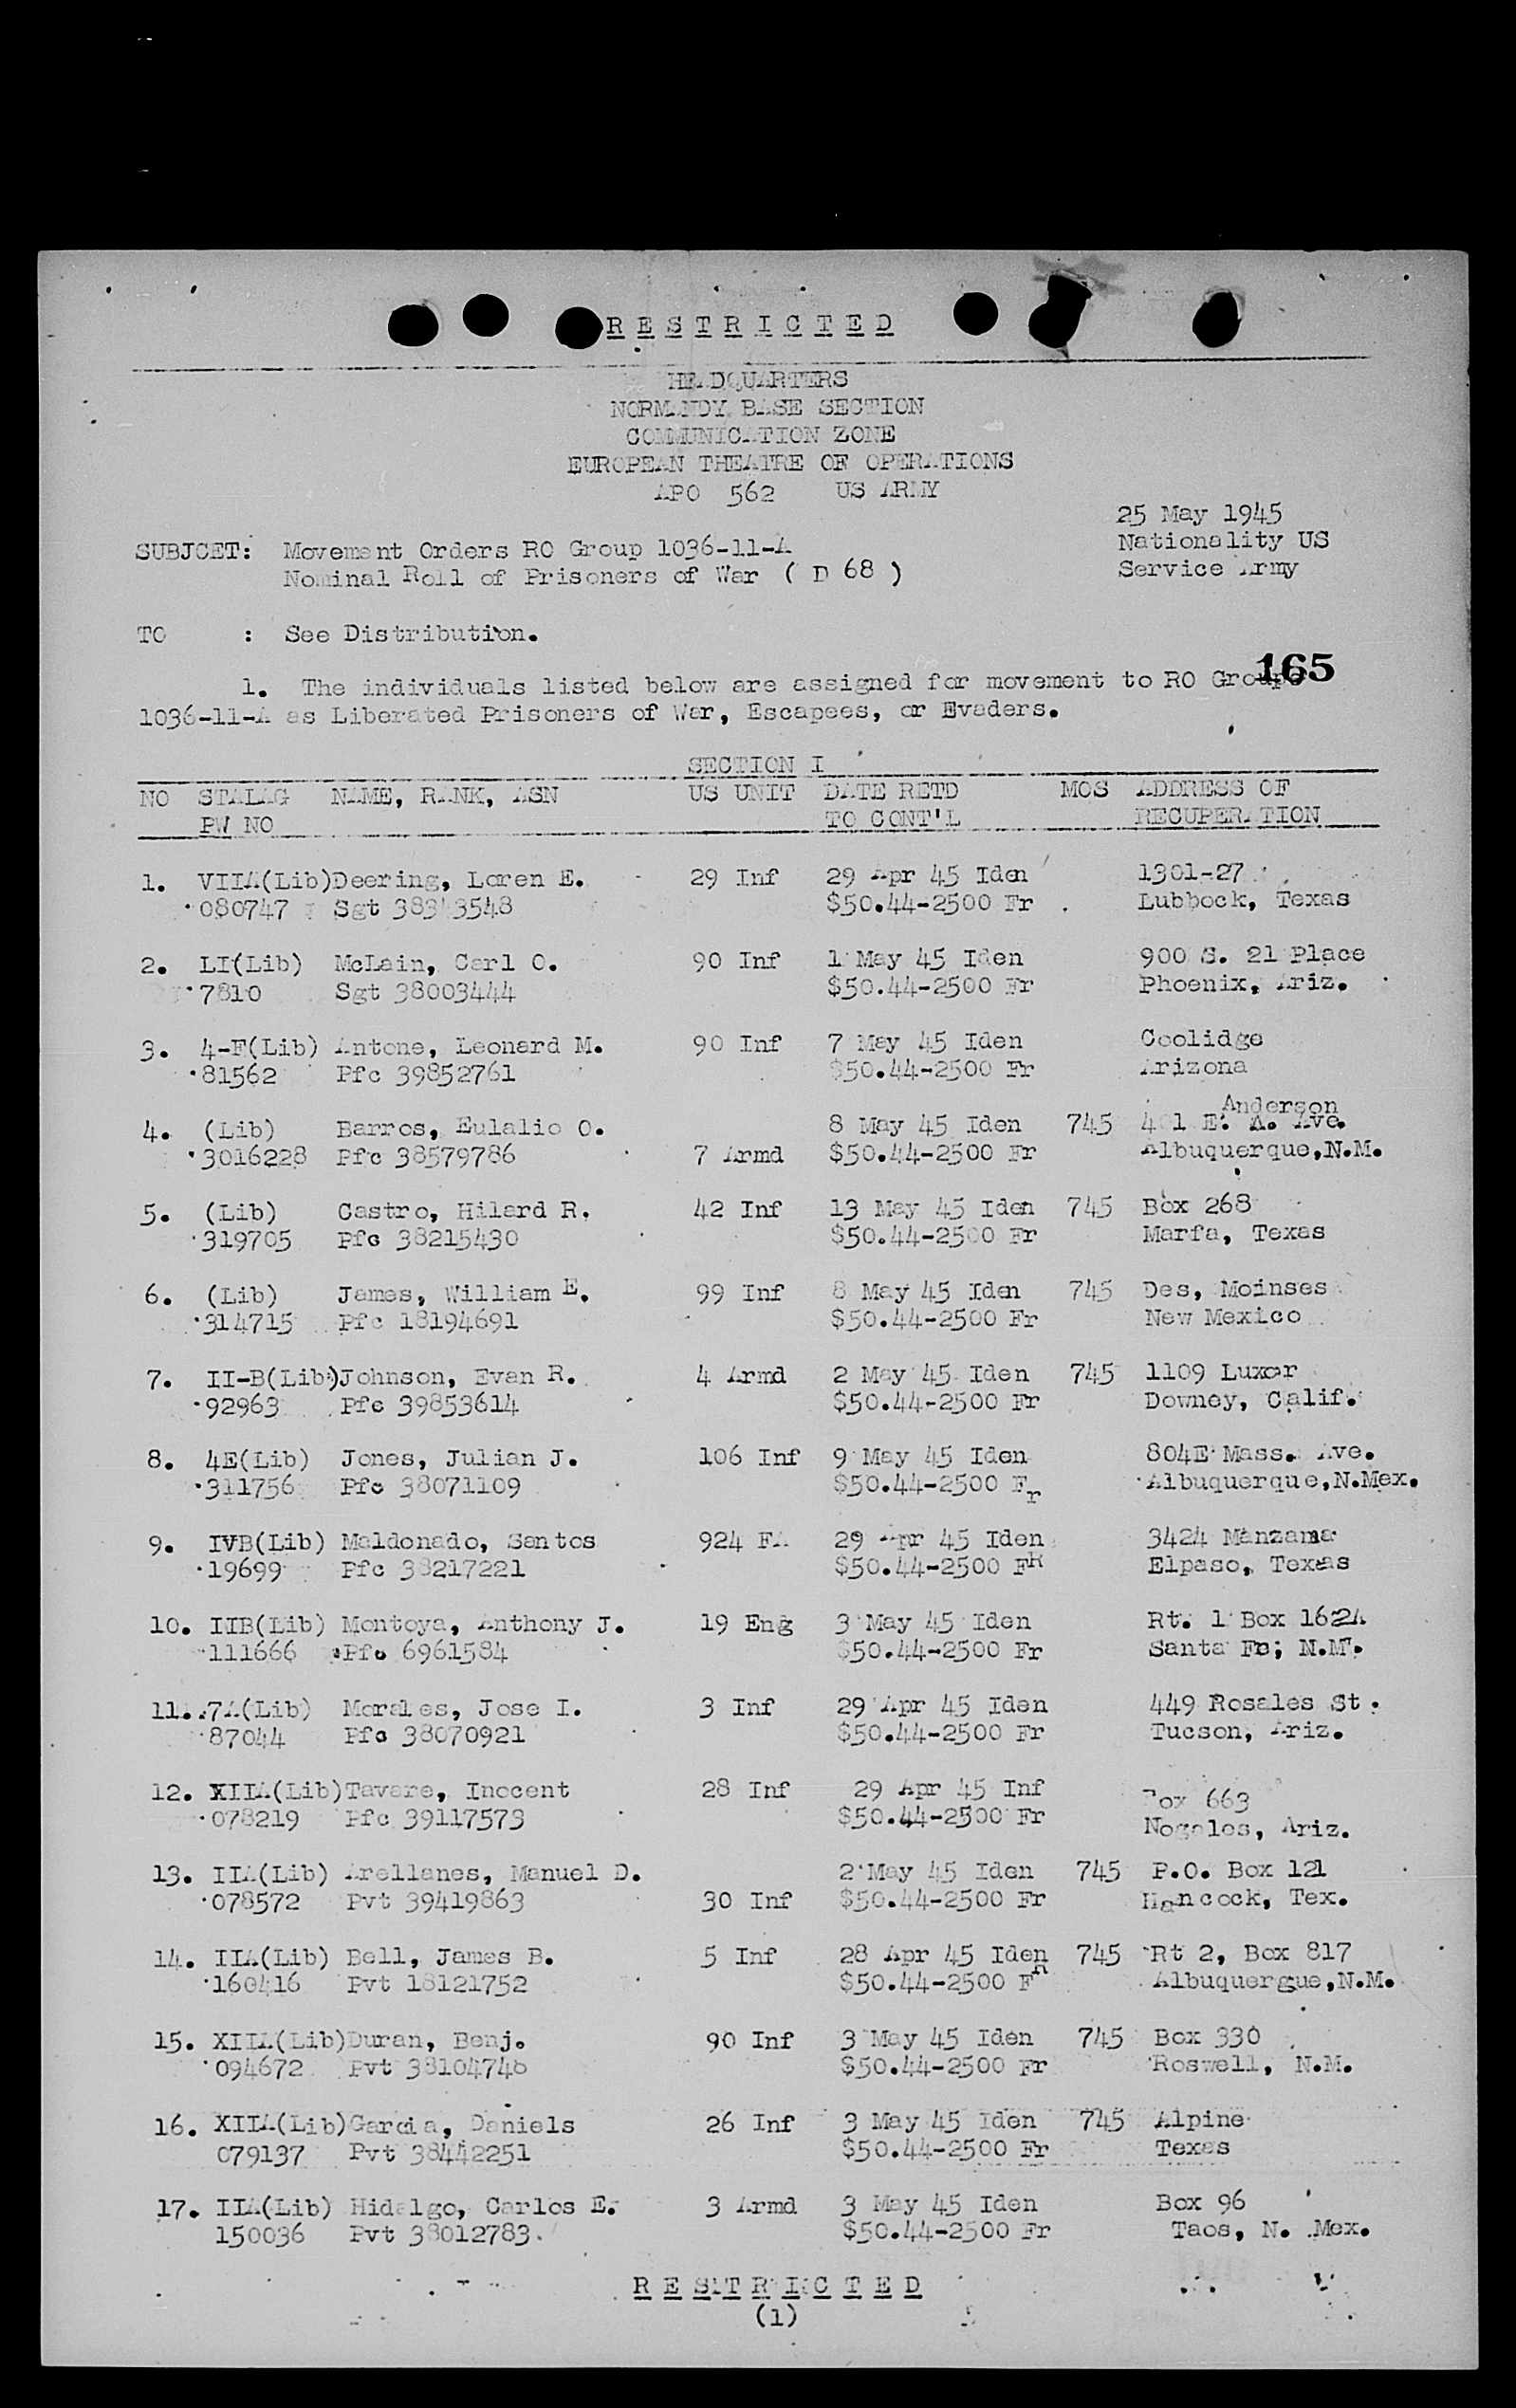 RESTRICTED
HEADQUARTERS
NORMANDY BASE SECTION
COMMUNICATION ZONE
EUROPEAN THEATRE OF OPERATIONS
APO 562 US ARMY
25 May 1945
SUBJCET: Movement Orders RO Group 1036-11-A Nationality US
Nominal Roll of Prisoners of War ( D 68 ) Service Army
TO : See Distribution.
165
1. The individuals listed below are assigned for movement to RO Group
1036-11-A as Liberated Prisoners of War, Escapees, or Evaders.
SECTION I
NO STALAG NAME, RANK, ASN US UNIT DATE RETD MOS ADDRESS OF
PW NO TO CONT'L RECUPERATION
1. VIIA(Lib) Deering, Loren E. 29 Inf 29 Apr 45 Iden 1301-27
080747 Sgt $50.44-2500 Fr Lubbock, Texas
2. LI(Lib) McLain, Carl O. 90 Inf 1 May 45 Iden 900 S. 21 Place
7810 Sgt 38003444 $50.44-2500 Fr Phoenix, Ariz.
3. 4-F(Lib) Antone, Leonard M. 90 Inf 7 May 45 Iden Coolidge
81562 Pfc 39852761 $50.44-2500 Fr Arizona
Anderson
4. (Lib) Barros, Eulalio O. 8 May 45 Iden 745 401 E. A. Ave.
3016228 Pfc 38579786 7 Armd $50.44-2500 Fr Albuquerque,N.M.
5. (Lib) Castro, Hilard R. 42 Inf 13 May 45 Iden 745 Box 268
319705 Pfc 38215430 $50.44-2500 Fr Marfa, Texas
6. (Lib) James, William E. 99 Inf 8 May 45 Iden 745 Des, Moinses
314715 Pfc 18194691 $50.44-2500 Fr New Mexico
7. II-B(Lib) Johnson, Evan R. 4 Armd 2 May 45 Iden 745 1109 Luxor
92963 Pfc 39853614 $50.44-2500 Fr Downey, Calif.
8. 4E(Lib) Jones, Julian J. 106 Inf 9 May 45 Iden 804E Mass. Ave.
311756 Pfc 38071109 $50.44-2500 Fr Albuquerque,N.Mex.
9. IVB(Lib) Maldonado, Santos 924 FA 29 Apr 45 Iden 3424 Manzama
19699 Pfc 38217221 $50.44-2500 FR Elpaso, Texas
10. IIB(Lib) Montoya, Anthony J. 19 Eng 3 May 45 Iden Rt. 1 Box 162A
111666 Pfc 6961584 $50.44-2500 Fr Santa Fe; N.M.
11. 7A(Lib) Morales, Jose I. 3 Inf 29 Apr 45 Iden 449 Rosales St.
87044 Pfc 38070921 $50.44-2500 Fr Tucson, Ariz.
12. XIIA(Lib) Tavare, Inocent 28 Inf 29 Apr 45 Inf Box 663
078219 Pfc 39117573 $50.44-2500 Fr Nogales, Ariz.
13. IIA(Lib) Arellanes, Manuel D. 2 May 45 Iden 745 P.O. Box 121
078572 Pvt 39419863 30 Inf $50.44-2500 Fr Hancock, Tex.
14. IIA(Lib) Bell, James B. 5 Inf 28 Apr 45 Iden 745 Rt 2, Box 817
160416 Pvt 18121752 $50.44-2500 FR Albuquergue,N.M.
15. XIIA(Lib) Duran, Benj. 90 Inf 3 May 45 Iden 745 Box 330
094672 Pvt 38104748 $50.44-2500 Fr Roswell, N.M.
16. XIIA(Lib) Garcia, Daniels 26 Inf 3 May 45 Iden 745 Alpine
079137 Pvt 38442251 $50.44-2500 Fr Texas
17. IIA(Lib) Hidalgo, Carlos E. 3 Armd 3 May 45 Iden Box 96
150036 Pvt 38012783. $50.44-2500 Fr Taos, N. Mex.
RESTRICTED
(1)